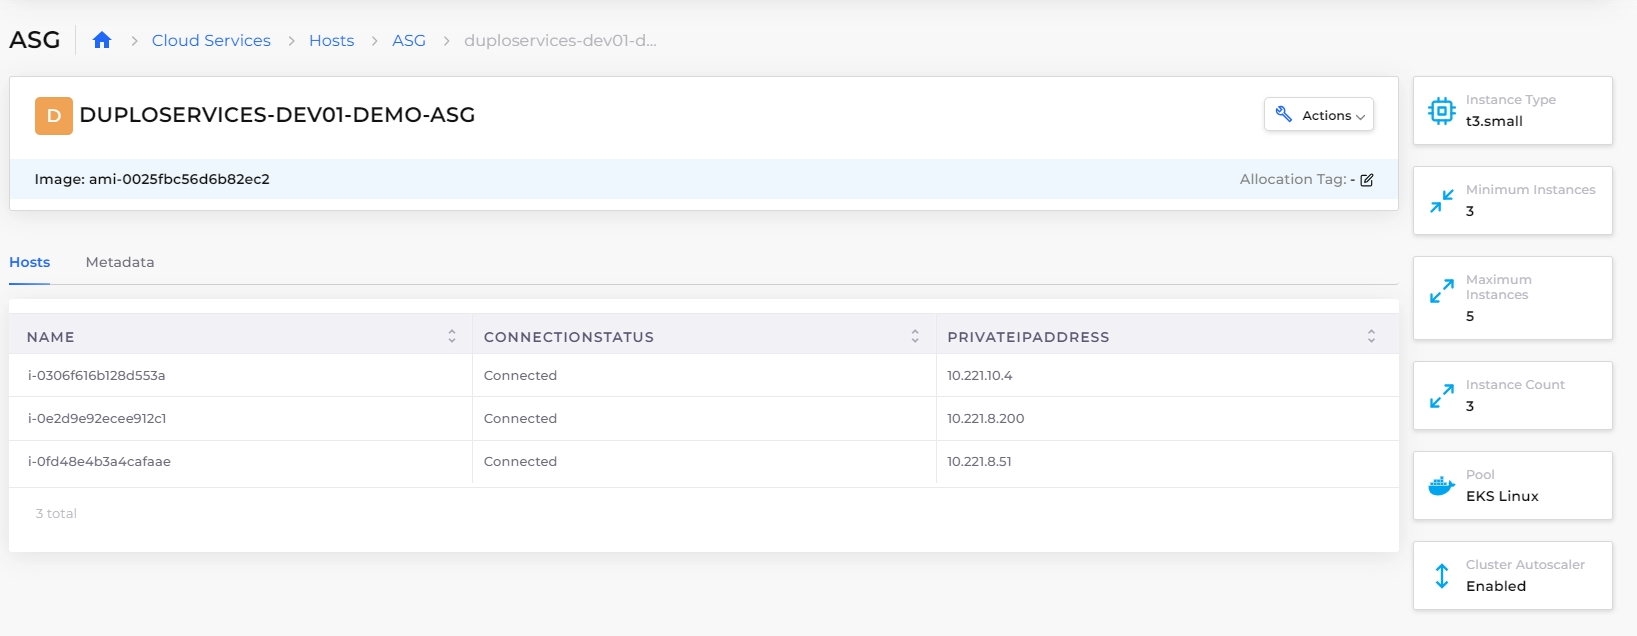 ASG
Cloud Services
Hosts
ASG
duploservices-dev01-d...
D
DUPLOSERVICES-DEV01-DEMO-ASG
Actions
Image: ami-0025fbc56d6b82ec2
Allocation Tag: -
Hosts
Metadata
NAME
CONNECTIONSTATUS
PRIVATEIPADDRESS
i-0306f616b128d553a
Connected
10.221.10.4
i-0e2d9e92ecee912c1
Connected
10.221.8.200
i-0fd48e4b3a4cafaae
Connected
10.221.8.51
3 total
Instance Type
t3.small
Minimum Instances
3
Maximum
Instances
5
Instance Count
3
Pool
EKS Linux
Cluster Autoscaler
Enabled